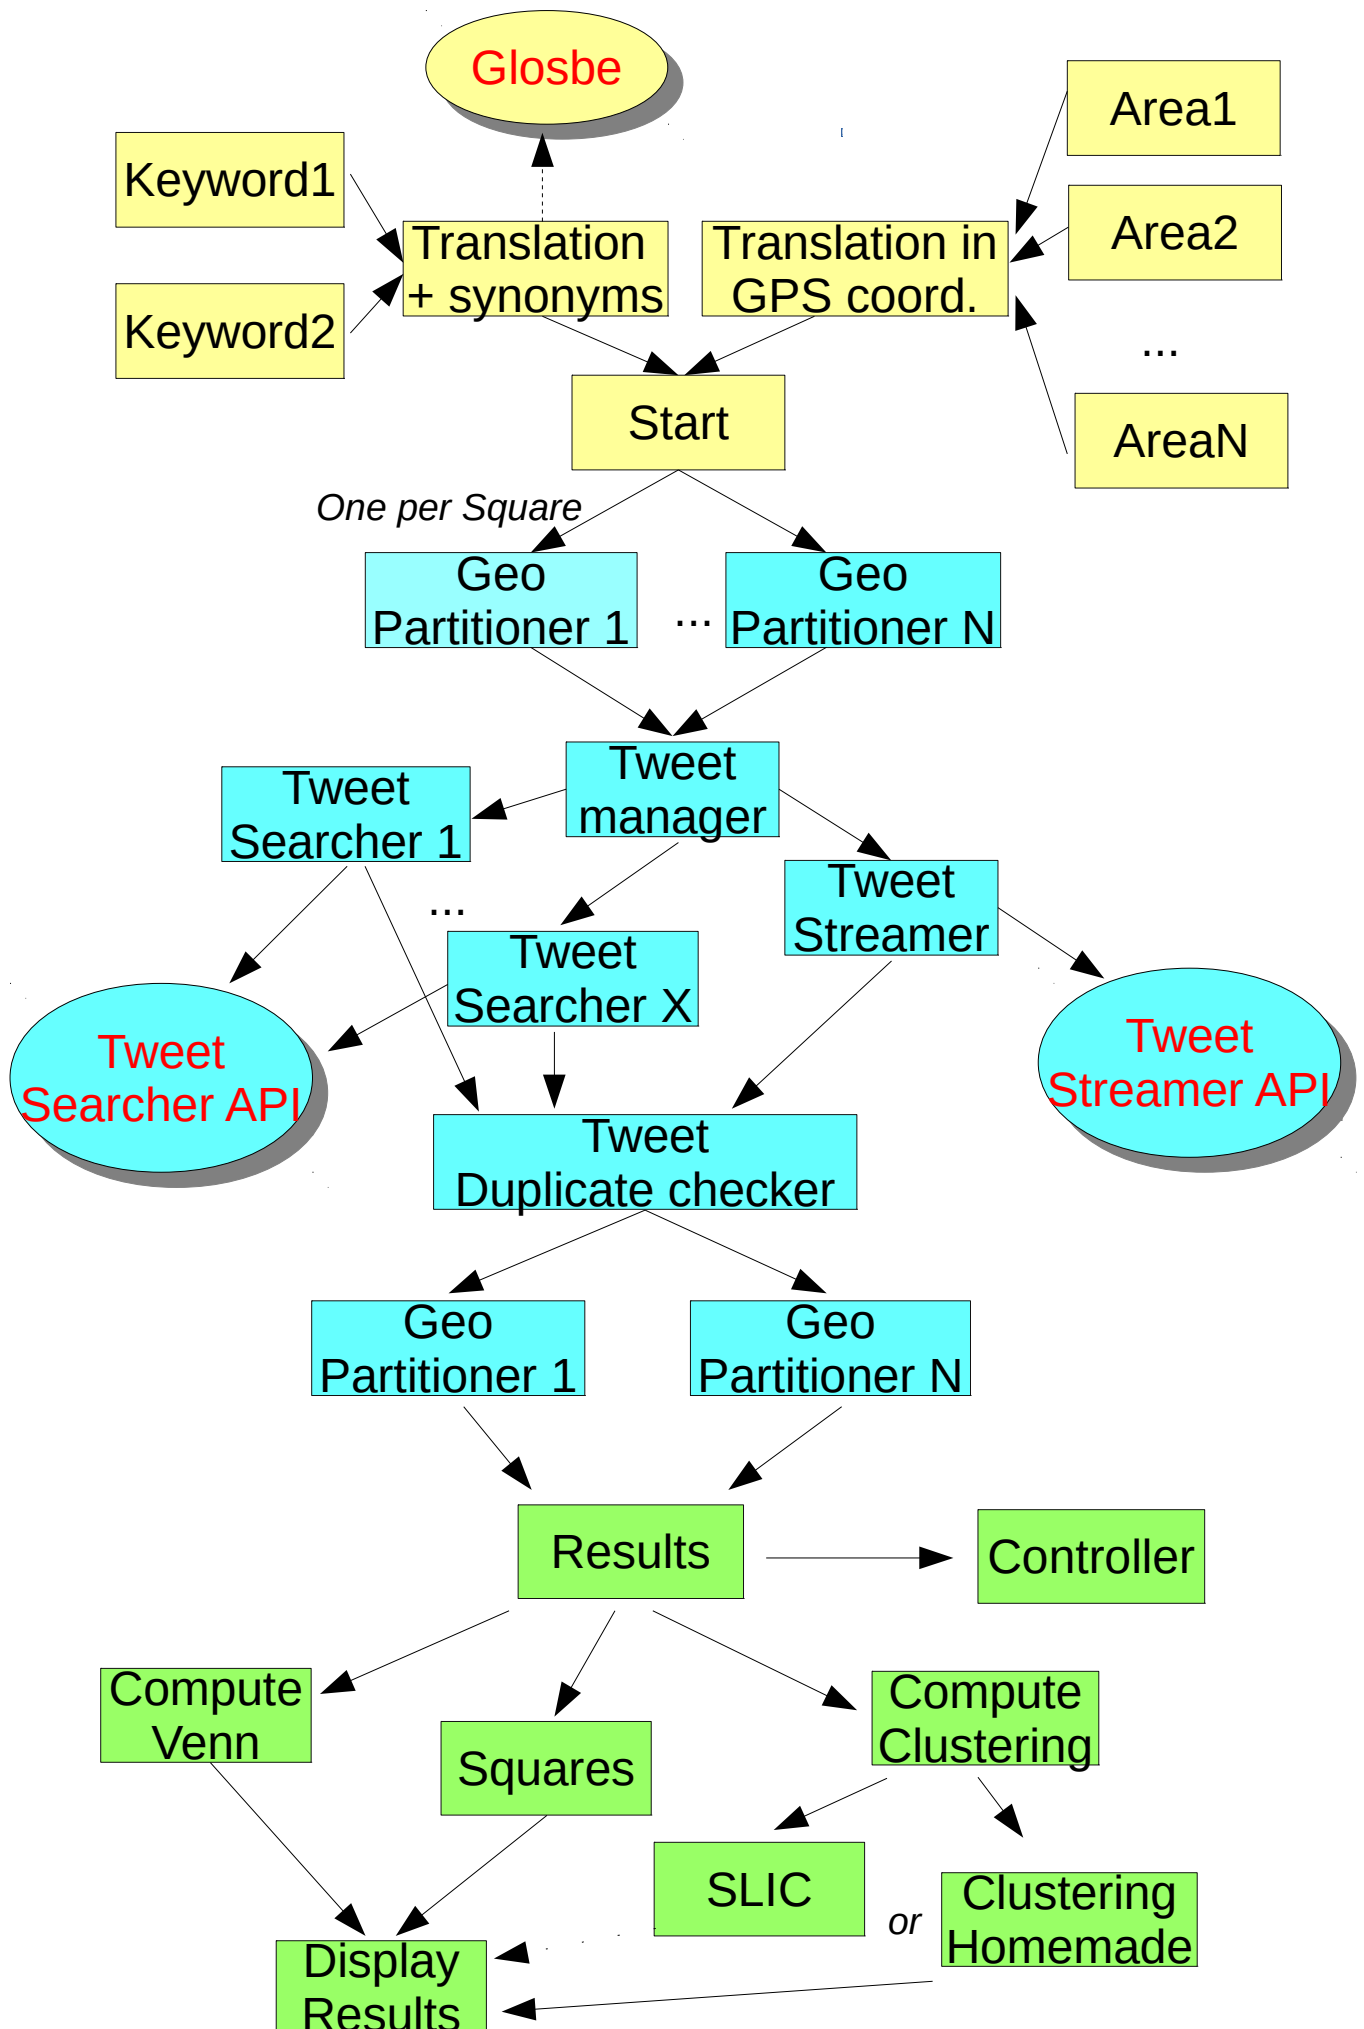 Glosbe
Area1
Keyword1
Area2
Translation
+ synonyms
Translation in
GPS coord.
Keyword2
...
Start
AreaN
One per Square
Geo
Partitioner 1
...
Geo
Partitioner N
Tweet
manager
Tweet
Searcher 1
Tweet
Streamer
...
Tweet
Searcher X
Tweet
Searcher API
Tweet
Streamer API
Tweet
Duplicate checker
Geo
Partitioner 1
Geo
Partitioner N
Results
Controller
Compute
Venn
Squares
Compute
Clustering
SLIC
or
Clustering
Homemade
Display
Results